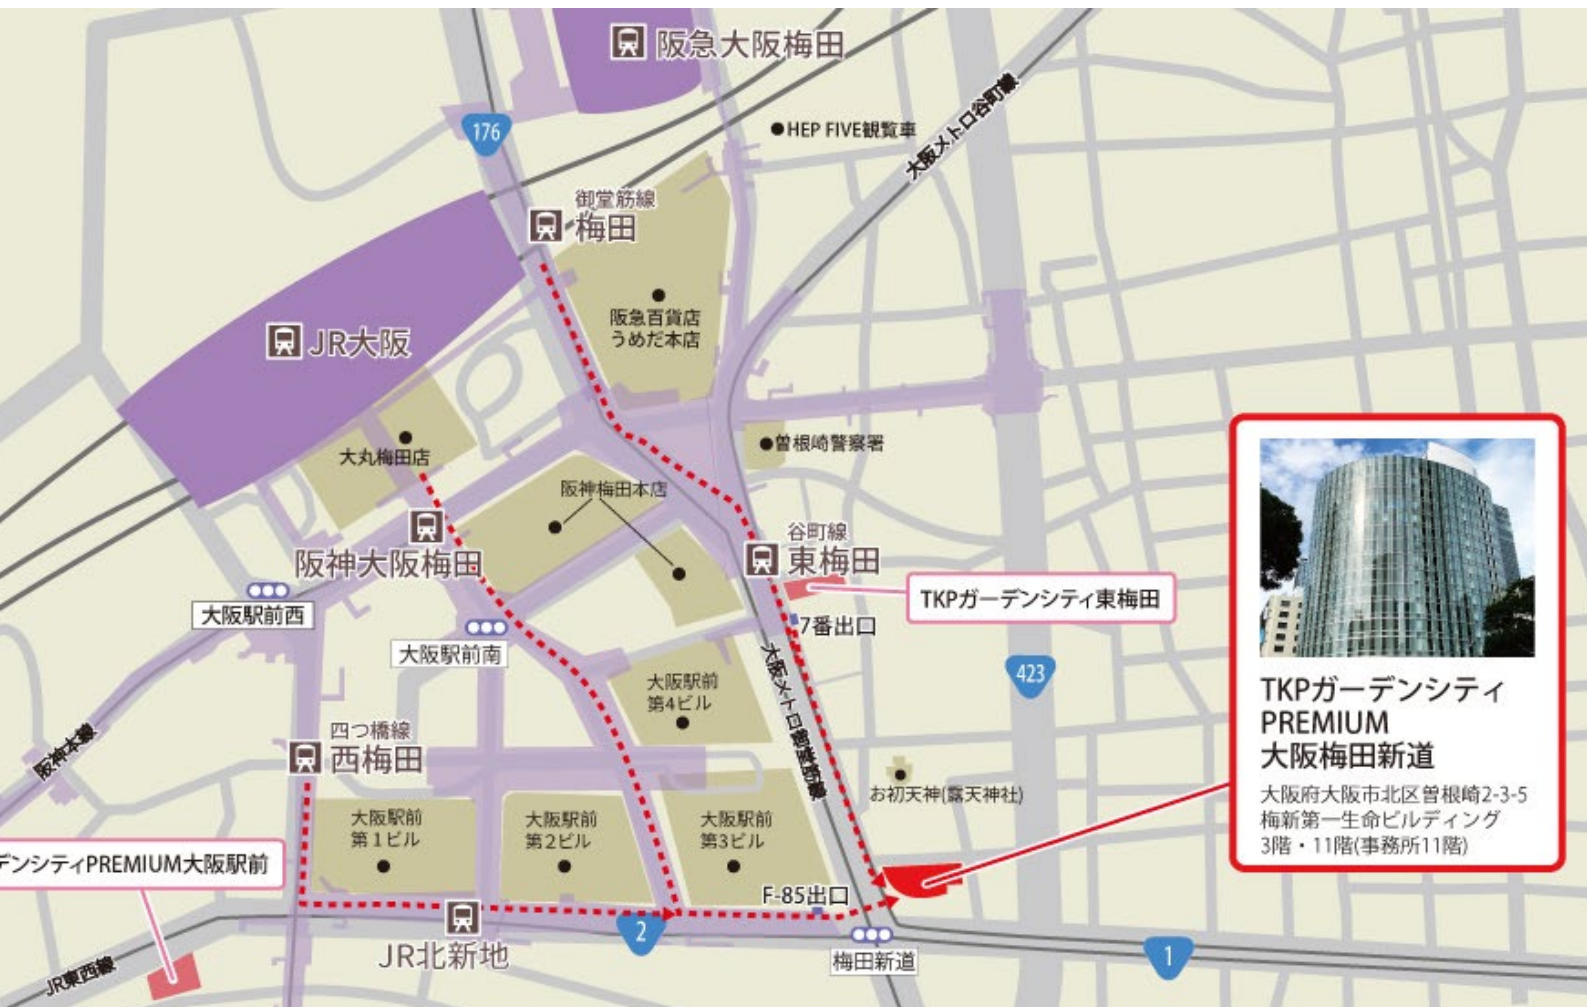 阪急大阪梅田
176
HEP FIVE観覧車
大阪メトロ谷町線
御堂筋線
梅田
阪急百貨店
うめだ本店
JR大阪
大丸梅田店
曽根崎警察署
阪神梅田本店
阪神大阪梅田
谷町線
東梅田
TKPガーデンシティ東梅田
大阪駅前西
7番出口
大阪駅前南
大阪メトロ御堂筋線
423
大阪駅前
第4ビル
阪神本線
四つ橋線
西梅田
お初天神(露天神社)
大阪駅前
第1ビル
大阪駅前
第2ビル
大阪駅前
第3ビル
デンシティPREMIUM大阪駅前
F-85出口
JR北新地
2
梅田新道
1
JR東西線
TKPガーデンシティ
PREMIUM
大阪梅田新道
大阪府大阪市北区曽根崎2-3-5
梅新第一生命ビルディング
3階・11階(事務所11階)